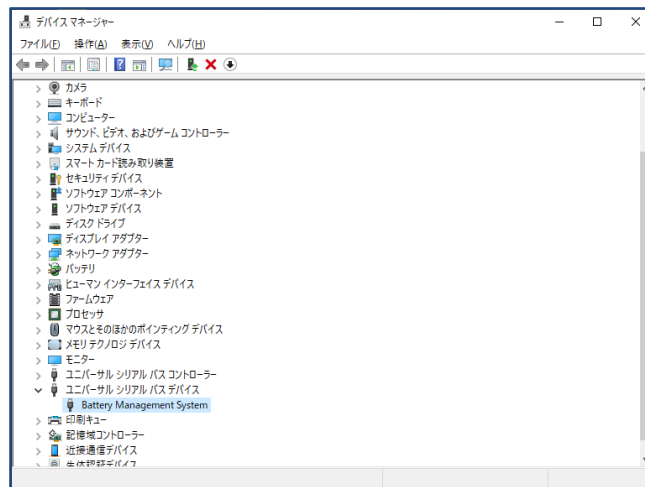 デバイス マネージャー
ファイル(F) 操作(A) 表示(V) ヘルプ(H)
カメラ
キーボード
コンピューター
サウンド、ビデオ、およびゲーム コントローラー
システム デバイス
スマート カード読み取り装置
セキュリティ デバイス
ソフトウェア コンポーネント
ソフトウェア デバイス
ディスク ドライブ
ディスプレイ アダプター
ネットワーク アダプター
バッテリ
ヒューマン インターフェイス デバイス
ファームウェア
プロセッサ
マウスとそのほかのポインティング デバイス
メモリ テクノロジ デバイス
モニター
ユニバーサル シリアル バス コントローラー
ユニバーサル シリアル バス デバイス
Battery Management System
印刷キュー
記憶域コントローラー
近接通信デバイス
生体認証デバイス